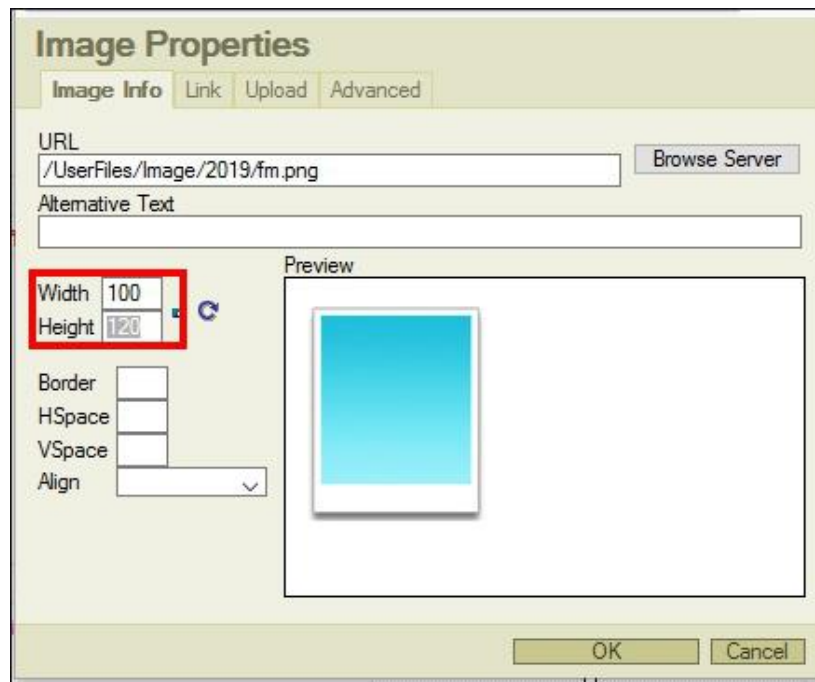 Image Properties
Image Info Link Upload Advanced
URL
/UserFiles/Image/2019/fm.png
Browse Server
Alternative Text
Width 100
Height 120
Preview
Border
HSpace
VSpace
Align
OK Cancel